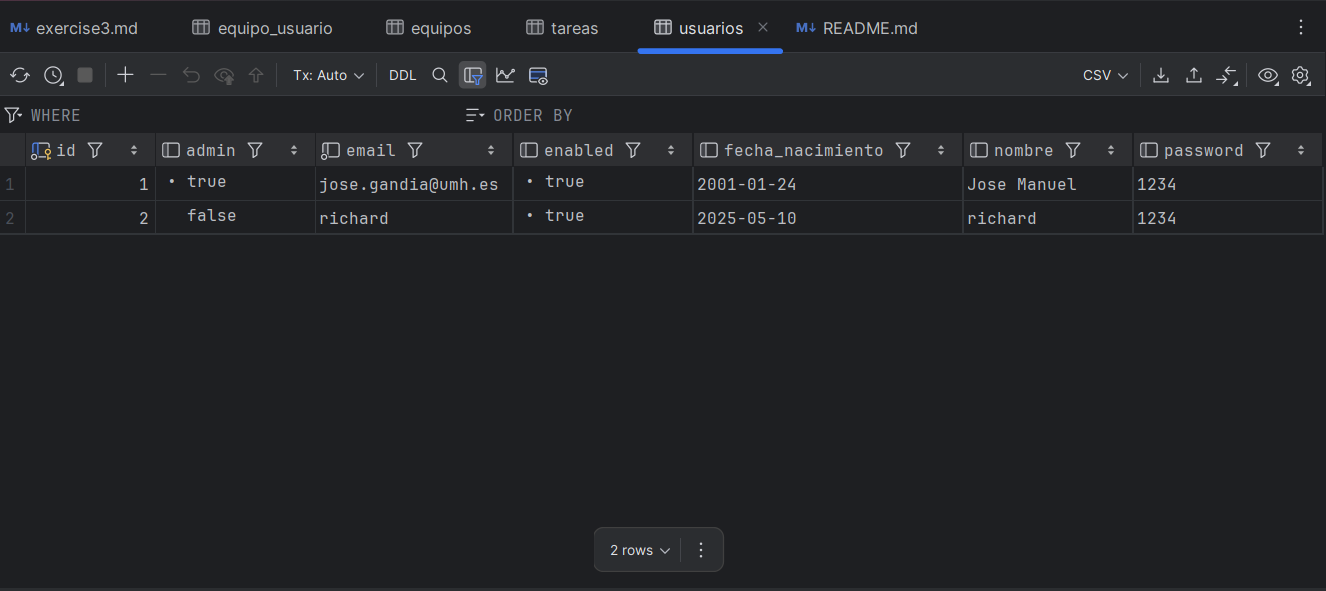 M↓ exercise3.md equipo_usuario equipos tareas usuarios M↓ README.md
Tx: Auto DDL CSV
WHERE ORDER BY
id admin email enabled fecha_nacimiento nombre password
1 1 true jose.gandia@umh.es true 2001-01-24 Jose Manuel 1234
2 2 false richard true 2025-05-10 richard 1234
2 rows